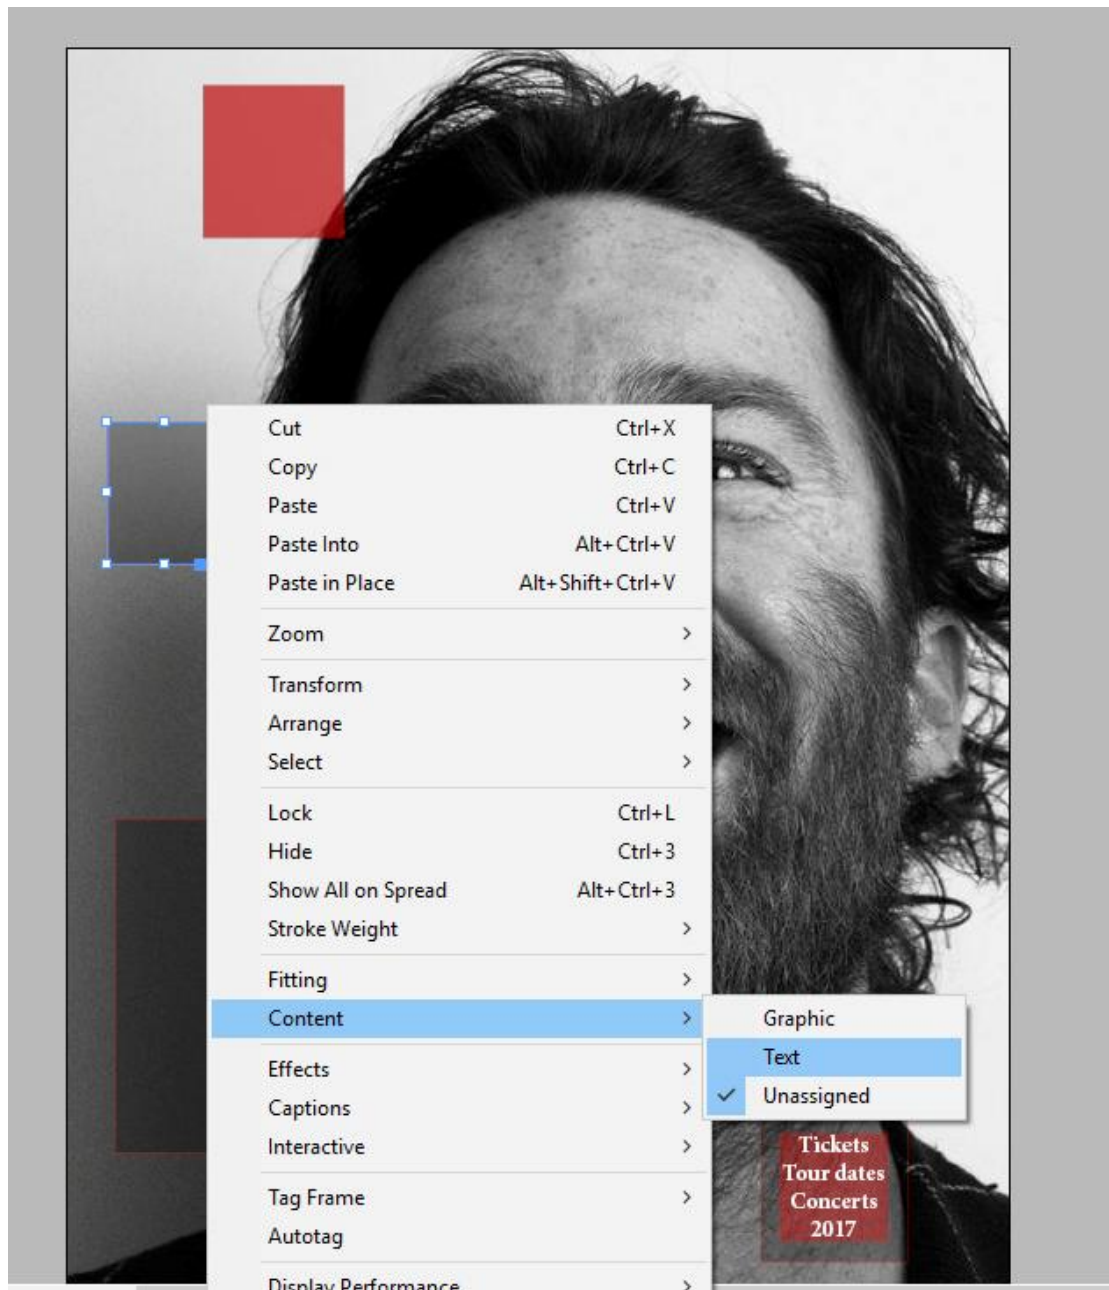 Cut Ctrl+X
Copy Ctrl+C
Paste Ctrl+V
Paste Into Alt+Ctrl+V
Paste in Place Alt+Shift+Ctrl+V
Zoom
Transform
Arrange
Select
Lock Ctrl+L
Hide Ctrl+3
Show All on Spread Alt+Ctrl+3
Stroke Weight
Fitting
Content
Graphic
Text
Unassigned
Effects
Captions
Interactive
Tag Frame
Autotag
Display Performance
Tickets
Tour dates
Concerts
2017